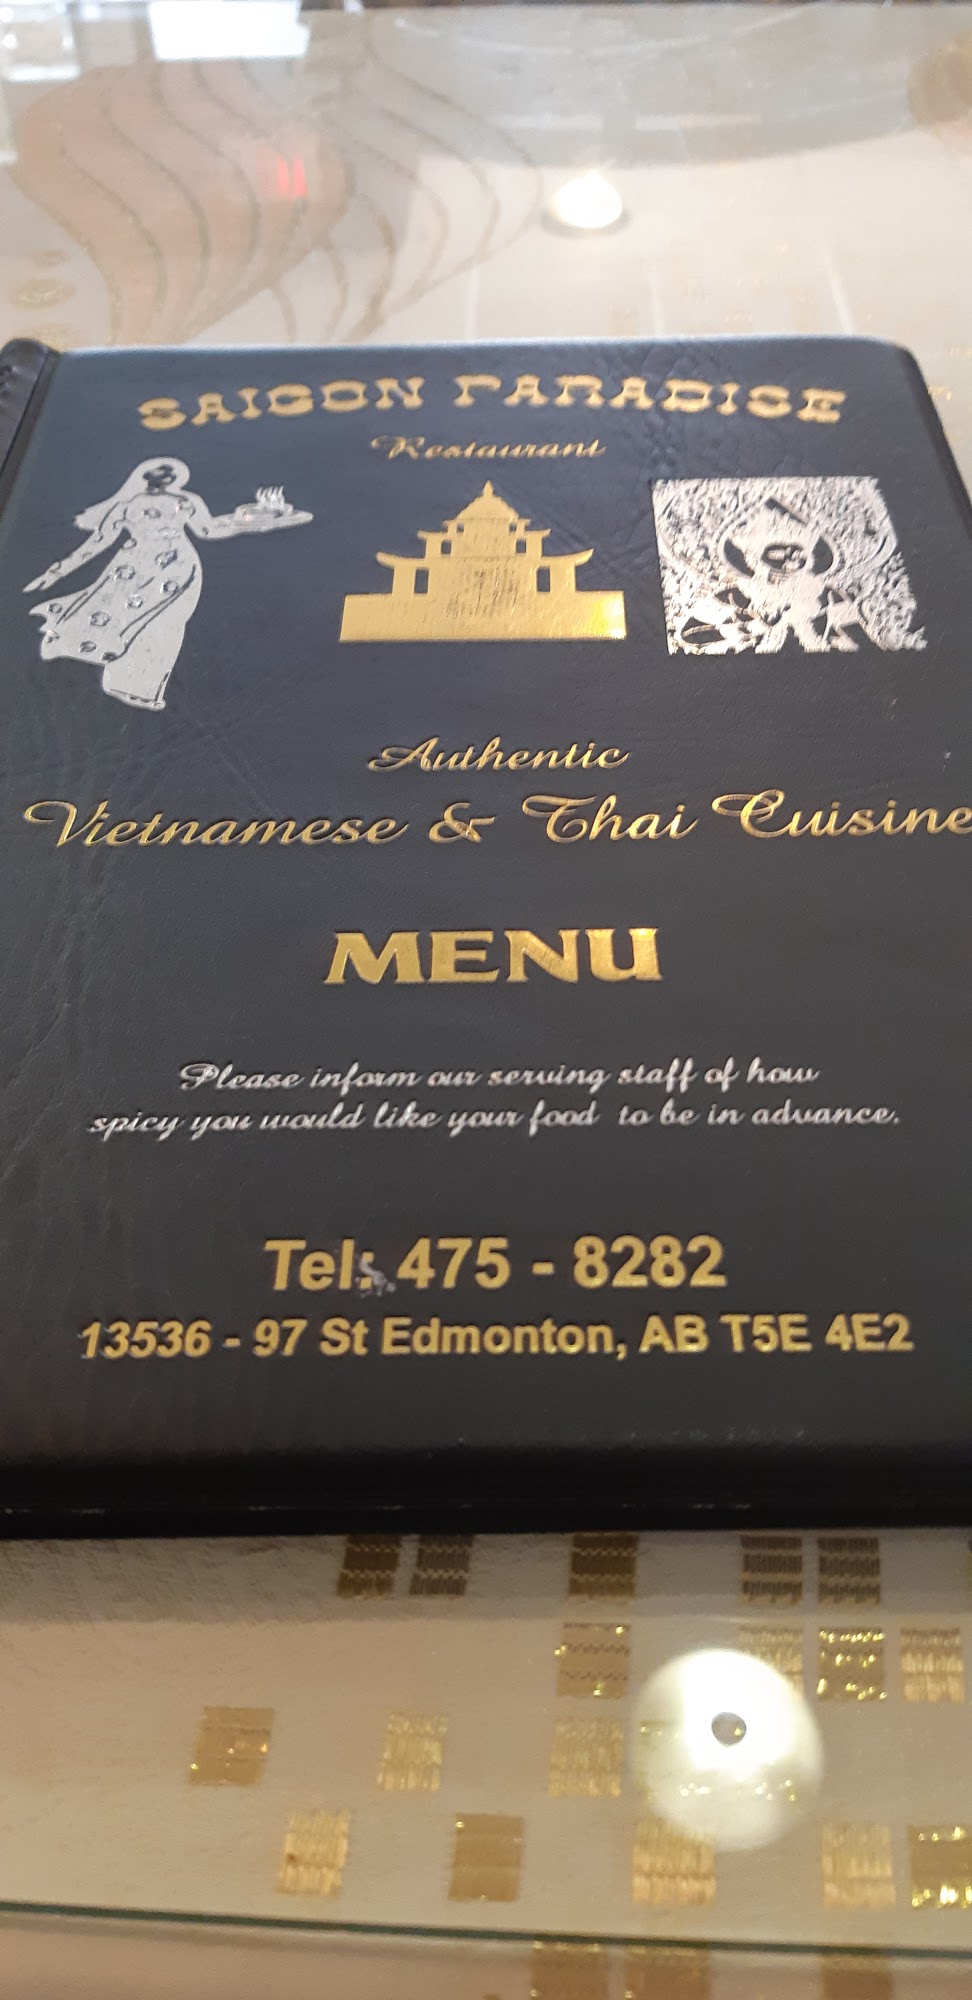 SAIGON PARADISE
Restaurant
Authentic
Vietnamese & Thai Cuisine
MENU
Please inform our serving staff of how
spicy you would like your food to be in advance.
Tel: 475 - 8282
13536 - 97 St Edmonton, AB T5E 4E2